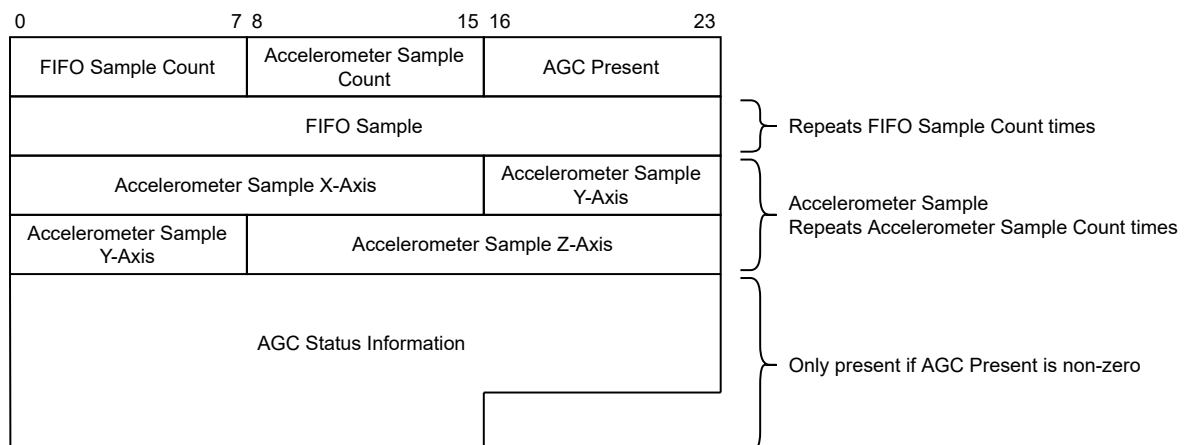 0 7 8 15 16 23
FIFO Sample Count
Accelerometer Sample
Count
AGC Present
FIFO Sample
Repeats FIFO Sample Count times
Accelerometer Sample X-Axis
Accelerometer Sample
Y-Axis
Accelerometer Sample
Repeats Accelerometer Sample Count times
Accelerometer Sample
Y-Axis
Accelerometer Sample Z-Axis
AGC Status Information
Only present if AGC Present is non-zero